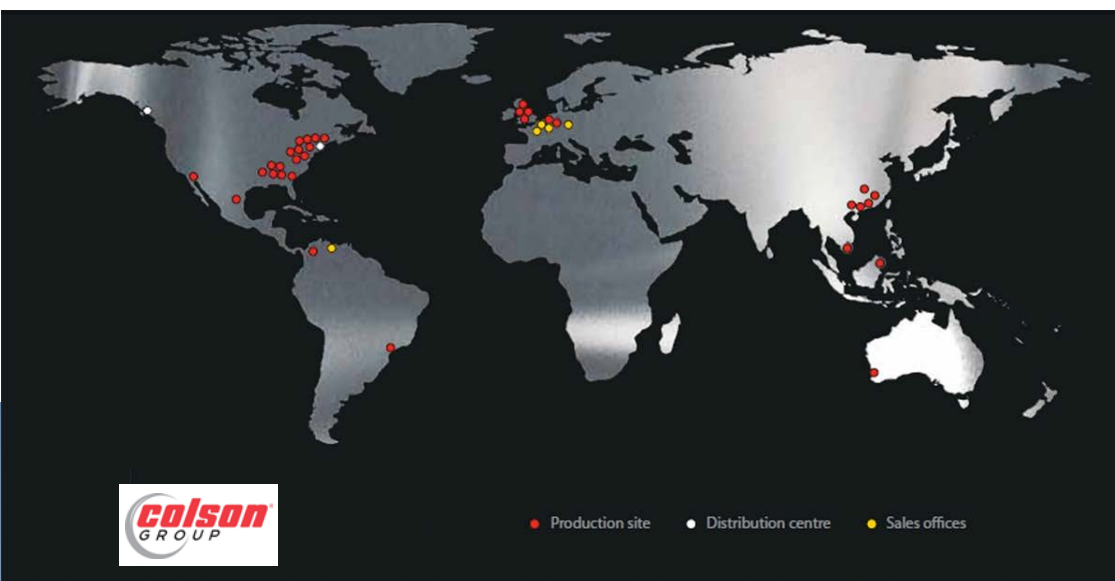 colson
GROUP
Production site
Distribution centre
Sales offices